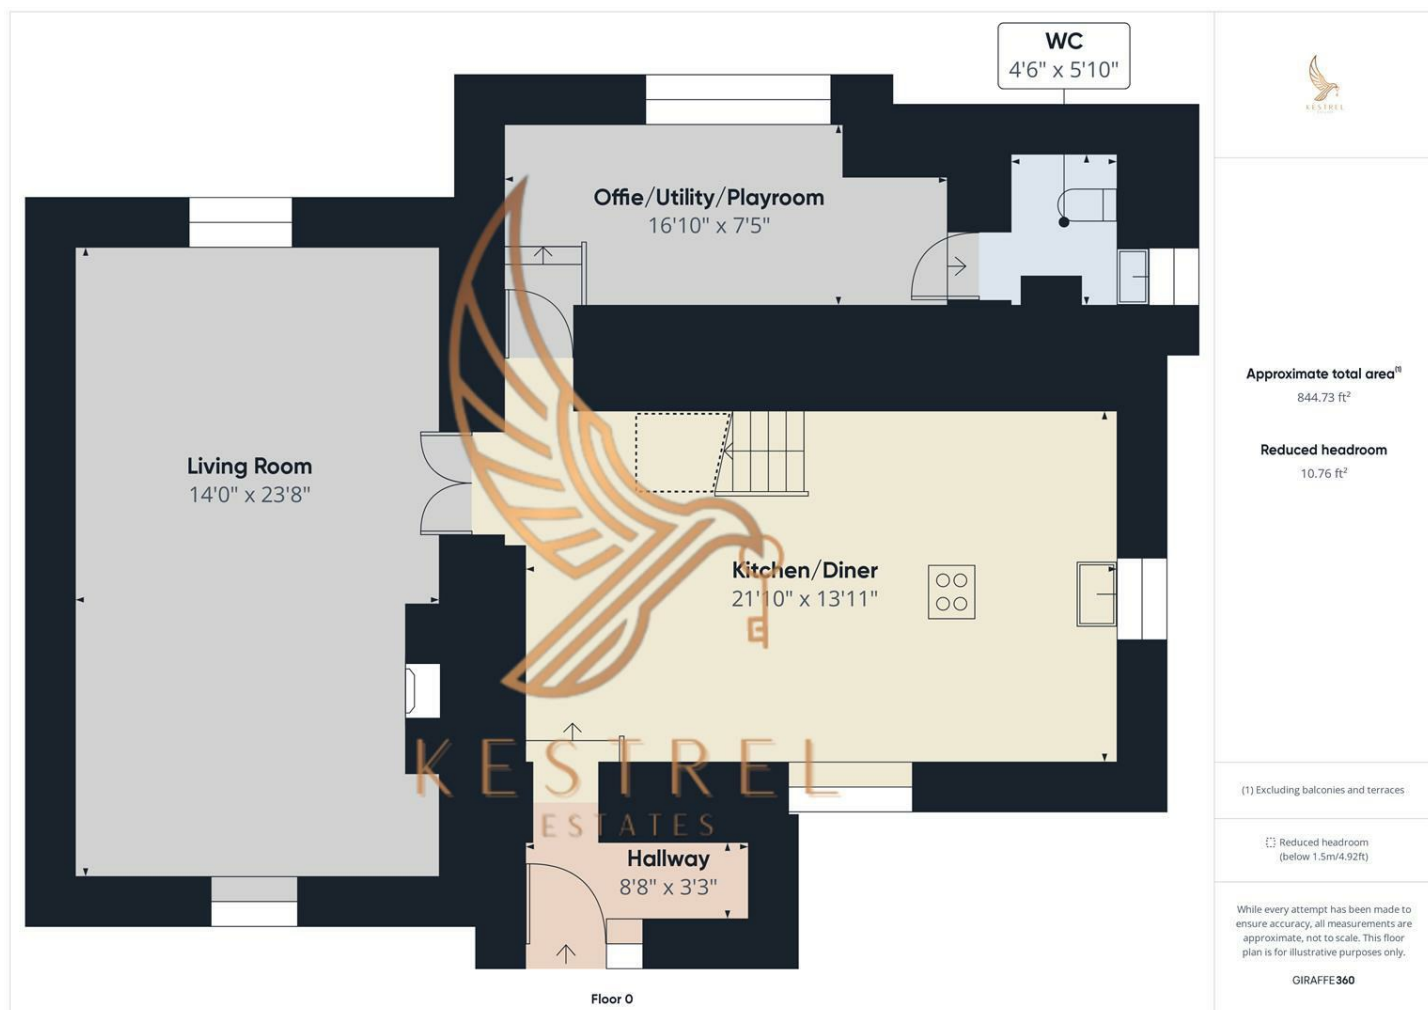 WC
4'6" x 5'10"
Offie/Utility/Playroom
16'10" x 7'5"
Living Room
14'0" x 23'8"
Kitchen/Diner
21'10" x 13'11"
KESTREL
ESTATES
Hallway
8'8" x 3'3"
Floor 0
KESTREL
Approximate total area(1)
844.73 ft²
Reduced headroom
10.76 ft²
(1) Excluding balconies and terraces
Reduced headroom
(below 1.5m/4.92ft)
While every attempt has been made to
ensure accuracy, all measurements are
approximate, not to scale. This floor
plan is for illustrative purposes only.
GIRAFFE360